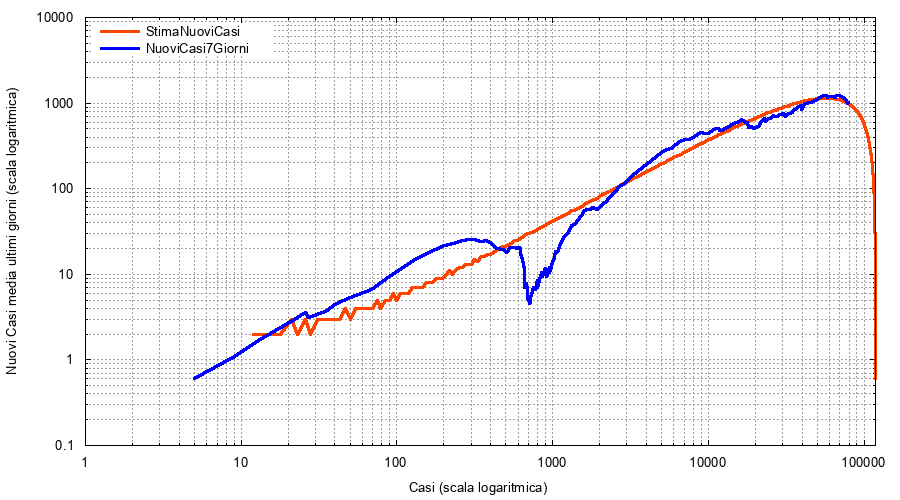 StimaNuoviCasi
NuoviCasi7Giorni
Nuovi Casi media ultimi giorni (scala logaritmica)
10000
1000
100
10
1
0.1
1 10 100 1000 10000 100000
Casi (scala logaritmica)